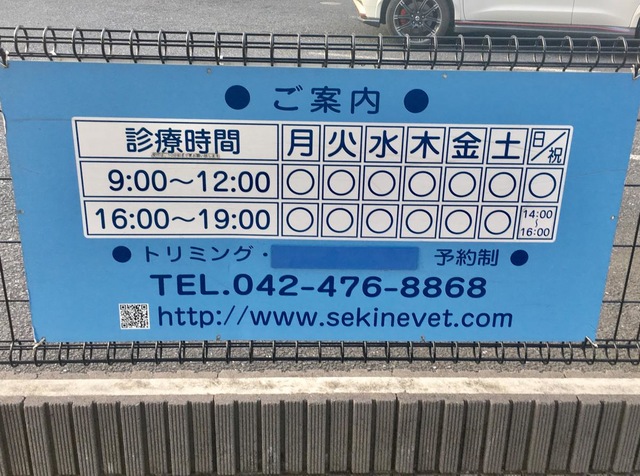 ● ご案内 ●
診療時間 月 火 水 木 金 土 日/祝
9:00～12:00 ○ ○ ○ ○ ○ ○ ○
16:00～19:00 ○ ○ ○ ○ ○ ○ 14:00～16:00
● トリミング・ 予約制 ●
TEL.042-476-8868
http://www.sekinevet.com